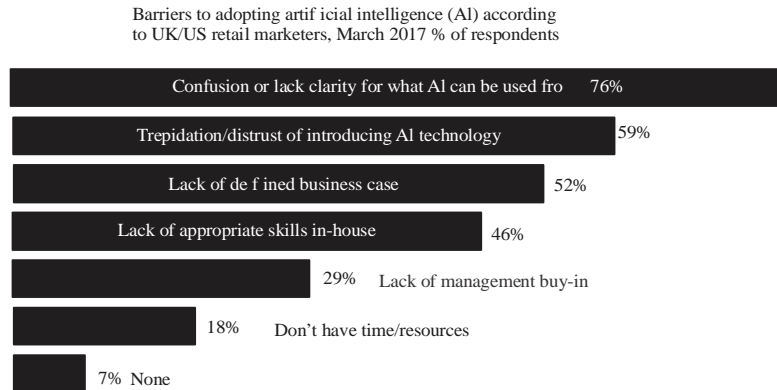 Barriers to adopting artif icial intelligence (Al) according
to UK/US retail marketers, March 2017 % of respondents
Confusion or lack clarity for what Al can be used fro 76%
Trepidation/distrust of introducing Al technology 59%
Lack of de f ined business case 52%
Lack of appropriate skills in-house 46%
29% Lack of management buy-in
18% Don’t have time/resources
7% None